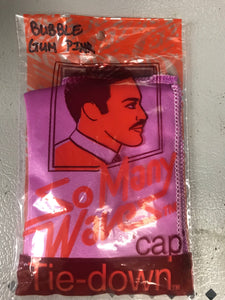 BUBBLE
GUM PINK
So Many
Waves
cap
Tie-down